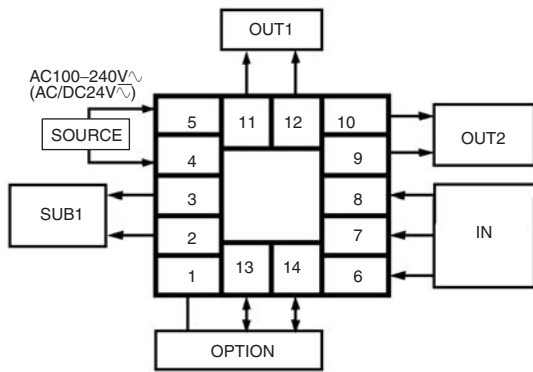 OUT1
AC100–240V∿
(AC/DC24V∿)
SOURCE
5 11 12 10
OUT2
4 9
SUB1
3 8
IN
2 7
1 13 14 6
OPTION